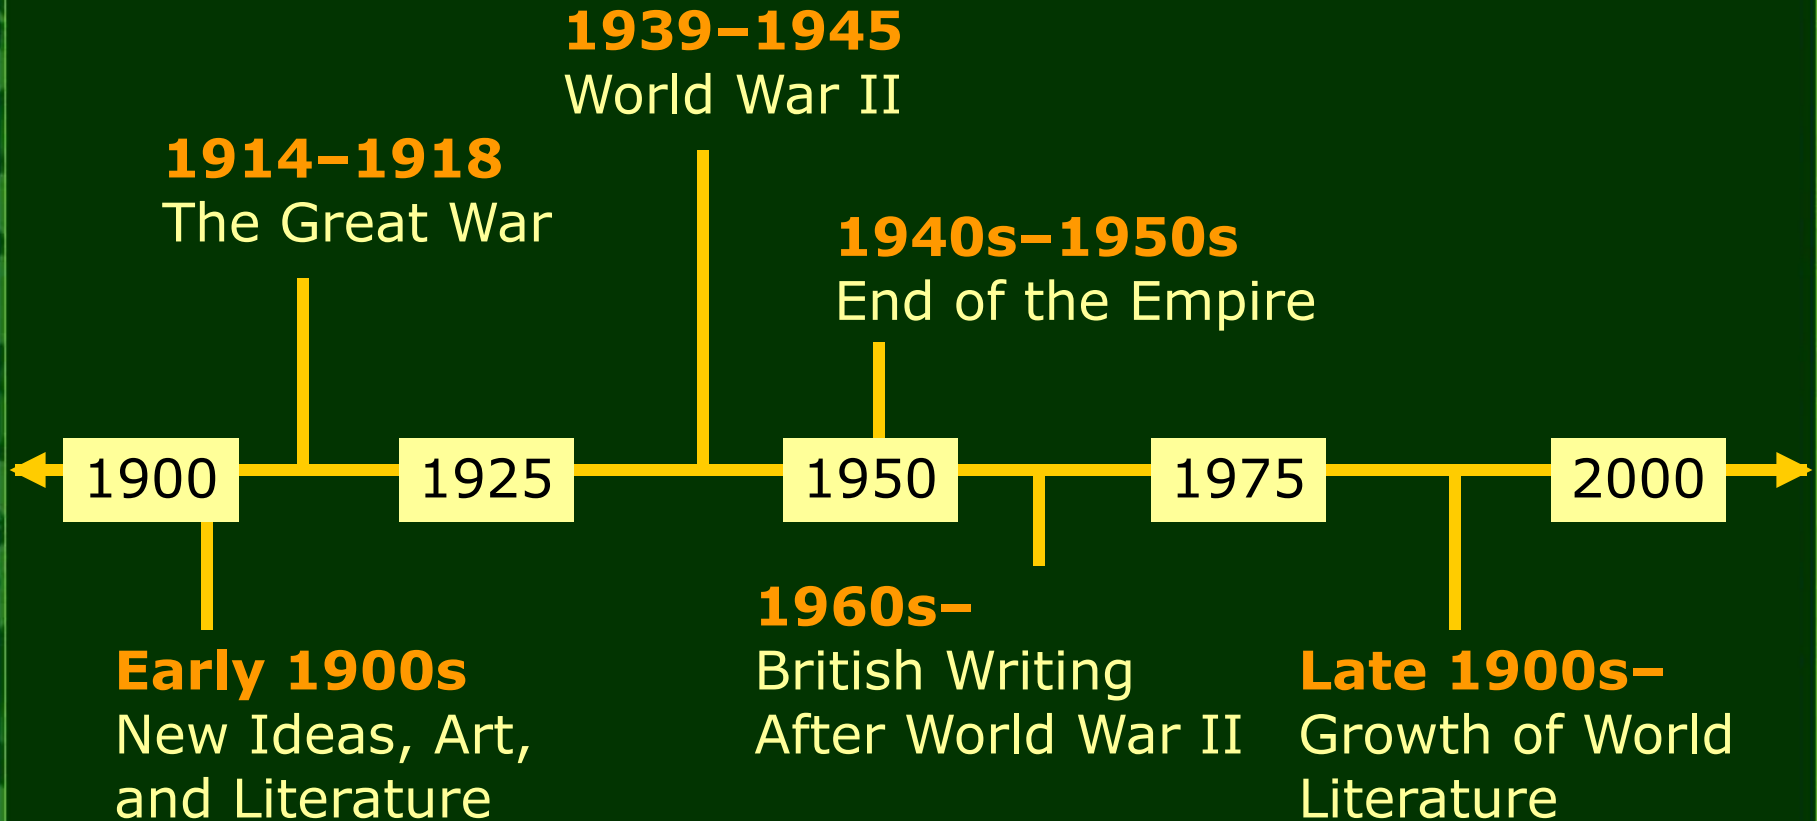 1939–1945
World War II
1914–1918
The Great War
1940s–1950s
End of the Empire
1900
1925
1950
1975
2000
Early 1900s
New Ideas, Art,
and Literature
1960s–
British Writing
After World War II
Late 1900s–
Growth of World
Literature